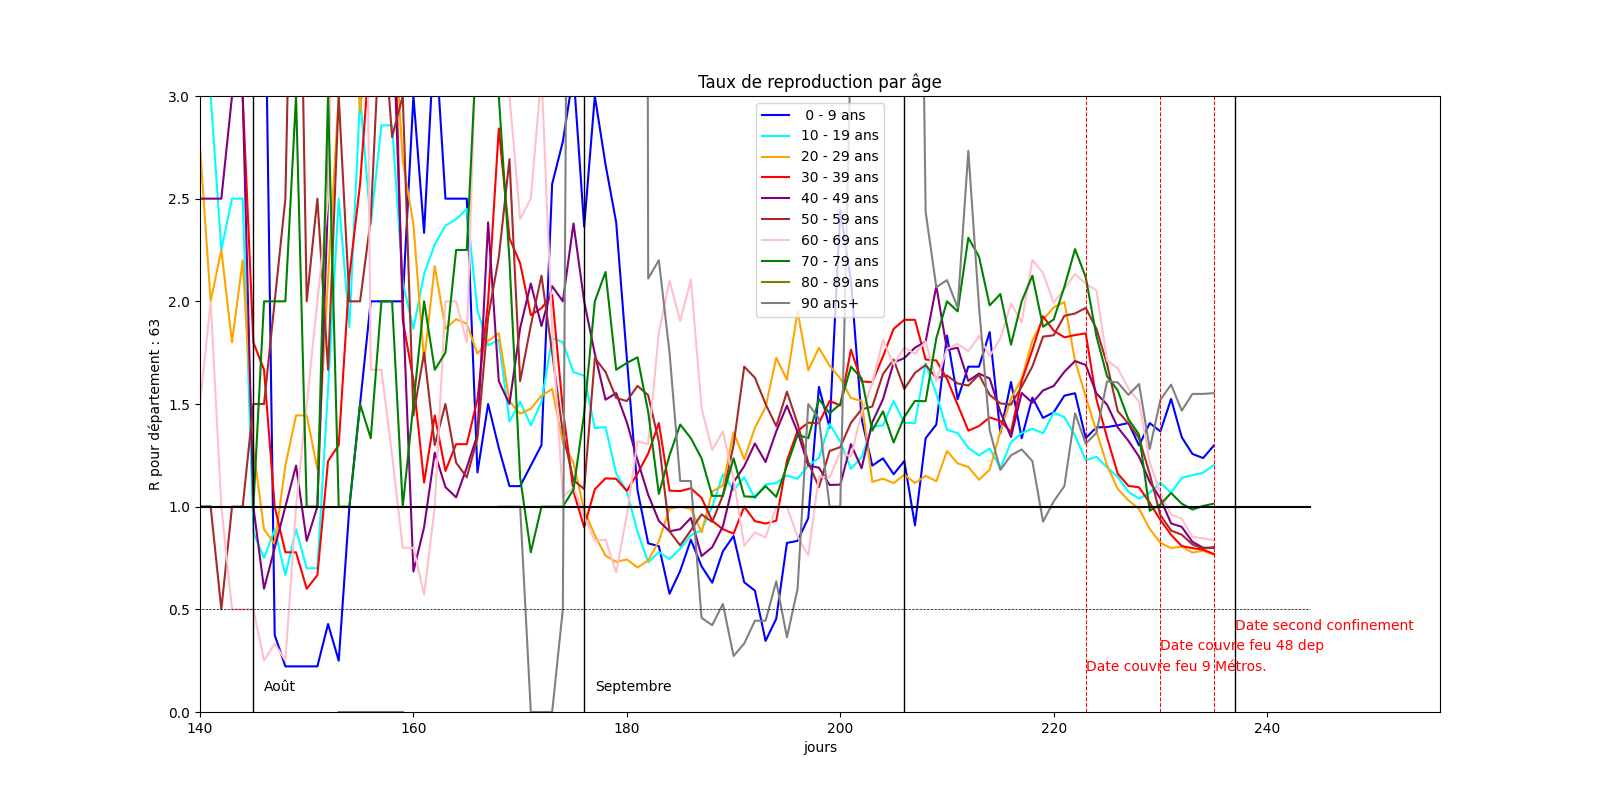 Taux de reproduction par âge
R pour département : 63
3.0
2.5
2.0
1.5
1.0
0.5
0.0
0 - 9 ans
10 - 19 ans
20 - 29 ans
30 - 39 ans
40 - 49 ans
50 - 59 ans
60 - 69 ans
70 - 79 ans
80 - 89 ans
90 ans+
Date second confinement
Date couvre feu 48 dep
Date couvre feu 9 Métros.
Août
Septembre
140
160
180
200
220
240
jours